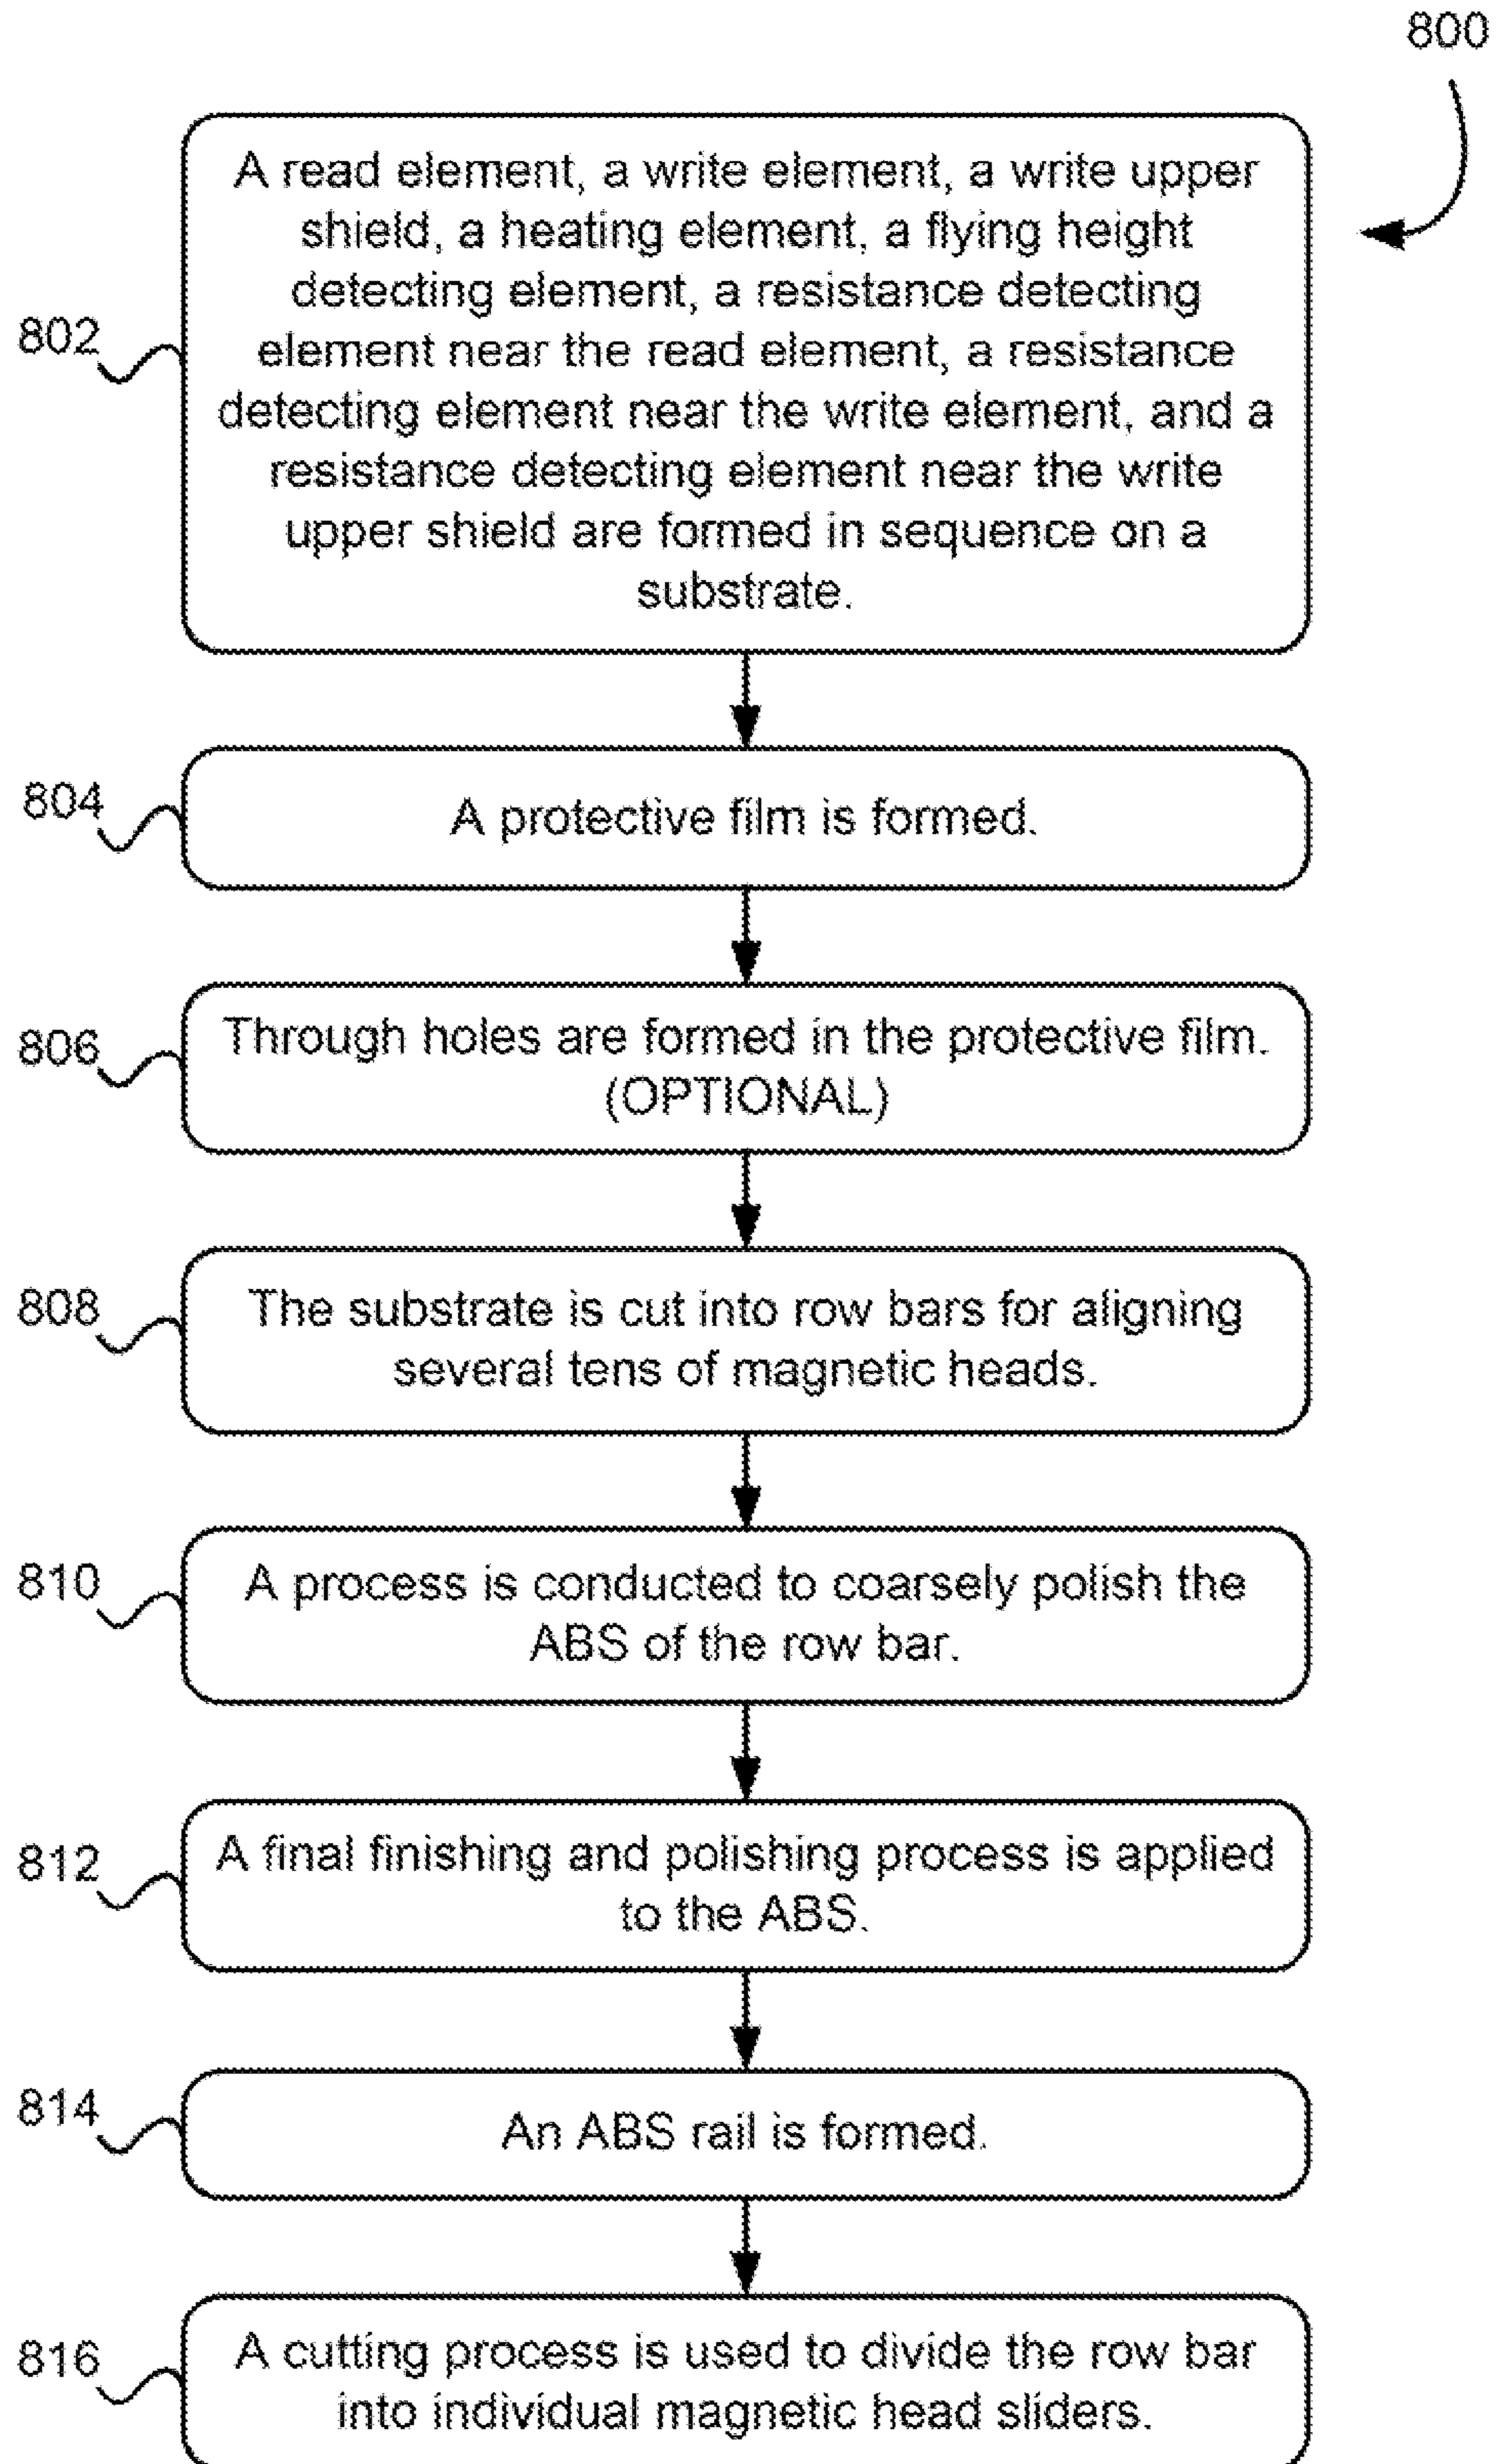 800
802
A read element, a write element, a write upper
shield, a heating element, a flying height
detecting element, a resistance detecting
element near the read element, a resistance
detecting element near the write element, and a
resistance detecting element near the write
upper shield are formed in sequence on a
substrate.
804
A protective film is formed.
806
Through holes are formed in the protective film.
(OPTIONAL)
808
The substrate is cut into row bars for aligning
several tens of magnetic heads.
810
A process is conducted to coarsely polish the
ABS of the row bar.
812
A final finishing and polishing process is applied
to the ABS.
814
An ABS rail is formed.
816
A cutting process is used to divide the row bar
into individual magnetic head sliders.